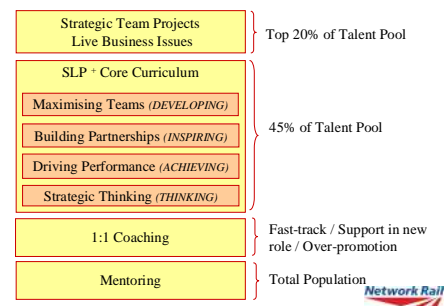 Strategic Team Projects
Live Business Issues
Top 20% of Talent Pool
SLP + Core Curriculum
Maximising Teams (DEVELOPING)
Building Partnerships (INSPIRING)
Driving Performance (ACHIEVING)
Strategic Thinking (THINKING)
45% of Talent Pool
1:1 Coaching
Fast-track / Support in new
role / Over-promotion
Mentoring
Total Population
Network Rail